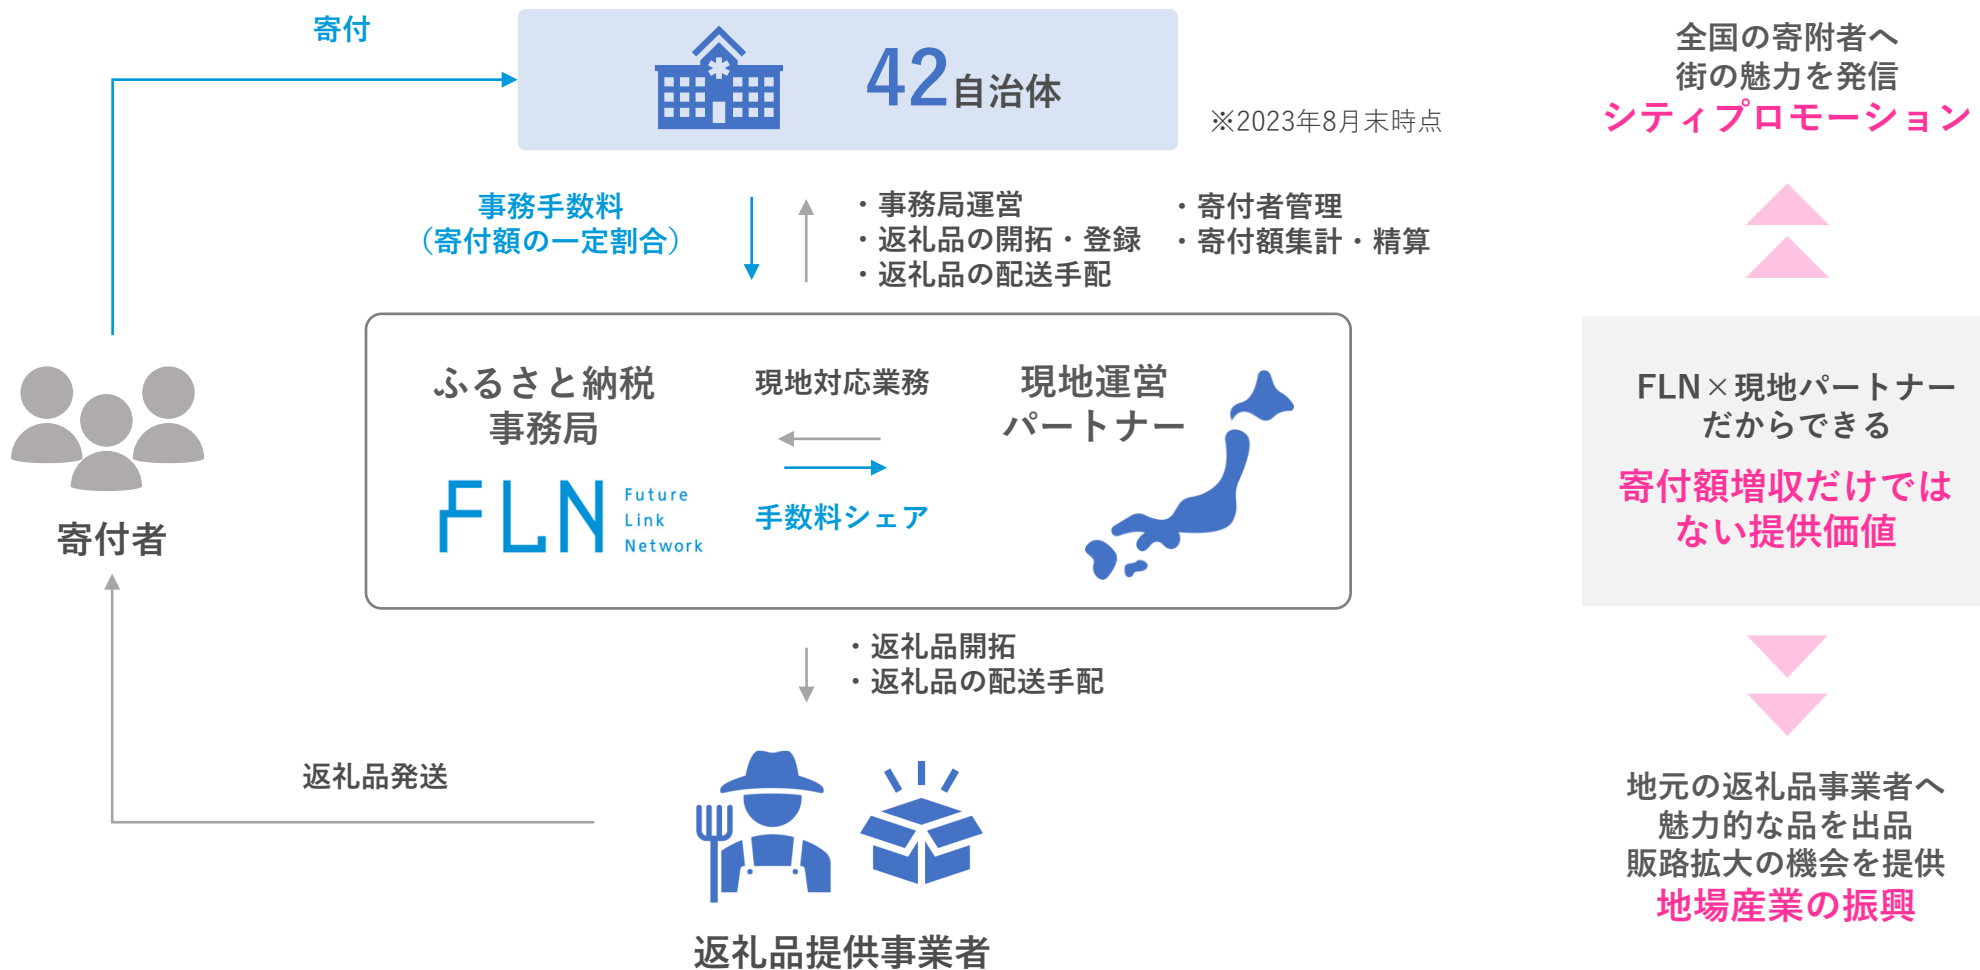 寄付
42自治体
※2023年8月末時点
事務手数料
（寄付額の一定割合）
・事務局運営
・返礼品の開拓・登録
・返礼品の配送手配
・寄付者管理
・寄付額集計・精算
ふるさと納税
事務局
FLN
Future
Link
Network
現地対応業務
手数料シェア
現地運営
パートナー
寄付者
・返礼品開拓
・返礼品の配送手配
返礼品発送
返礼品提供事業者
全国の寄附者へ
街の魅力を発信
シティプロモーション
FLN×現地パートナー
だからできる
寄付額増収だけでは
ない提供価値
地元の返礼品事業者へ
魅力的な品を出品
販路拡大の機会を提供
地場産業の振興